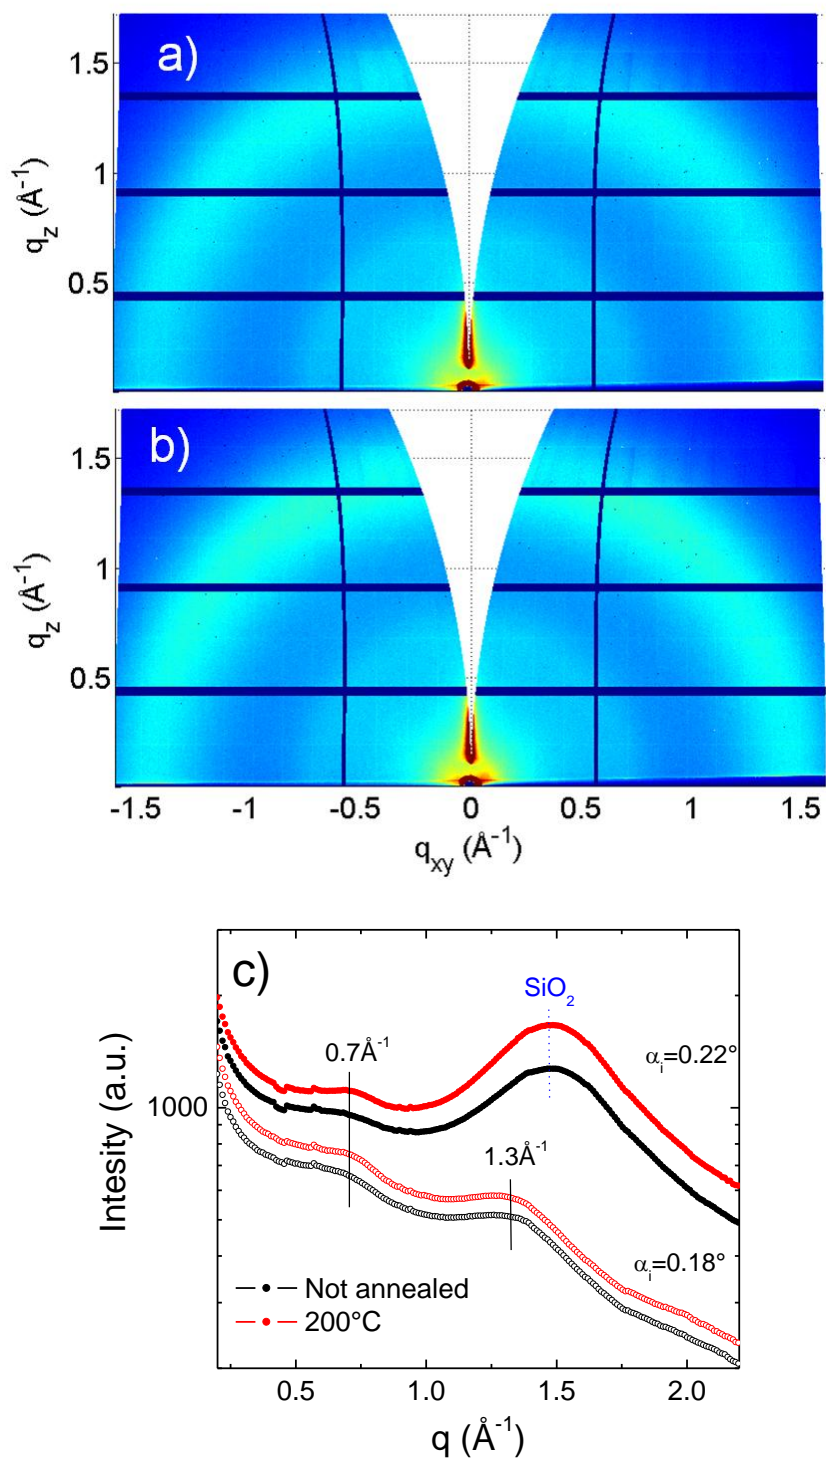 a)
1.5
1
0.5
q_z (Å^-1)
b)
1.5
1
0.5
q_z (Å^-1)
-1.5 -1 -0.5 0 0.5 1 1.5
q_xy (Å^-1)
c)
SiO_2
0.7Å^-1
α_i=0.22°
1000
1.3Å^-1
Intesity (a.u.)
α_i=0.18°
Not annealed
200°C
0.5 1.0 1.5 2.0
q (Å^-1)